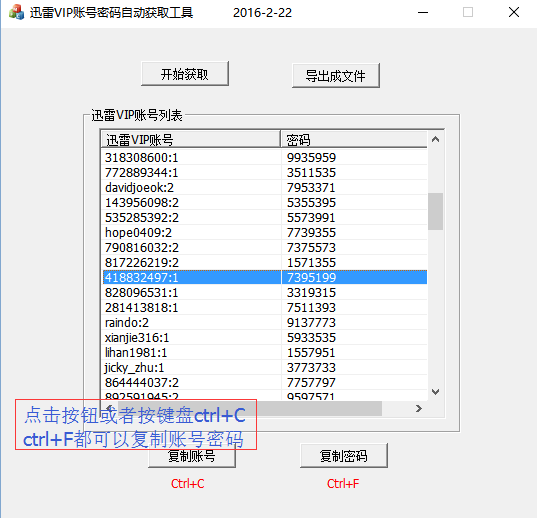 迅雷VIP账号密码自动获取工具 2016-2-22
开始获取 导出成文件
迅雷VIP账号列表
迅雷VIP账号 密码
318308600:1 9935959
772889344:1 3511535
davidjoeok:2 7953371
143956098:2 5355395
535285392:2 5573991
hope0409:2 7739355
790816032:2 7375573
817226219:2 1571355
418832497:1 7395199
828096531:1 3319315
281413818:1 7511393
raindo:2 9137773
xianjie316:1 5933535
lihan1981:1 1557951
jicky_zhu:1 3773733
864444037:2 7757797
892591945:2 9597571
点击按钮或者按键盘ctrl+C
ctrl+F都可以复制账号密码
复制账号 复制密码
Ctrl+C Ctrl+F